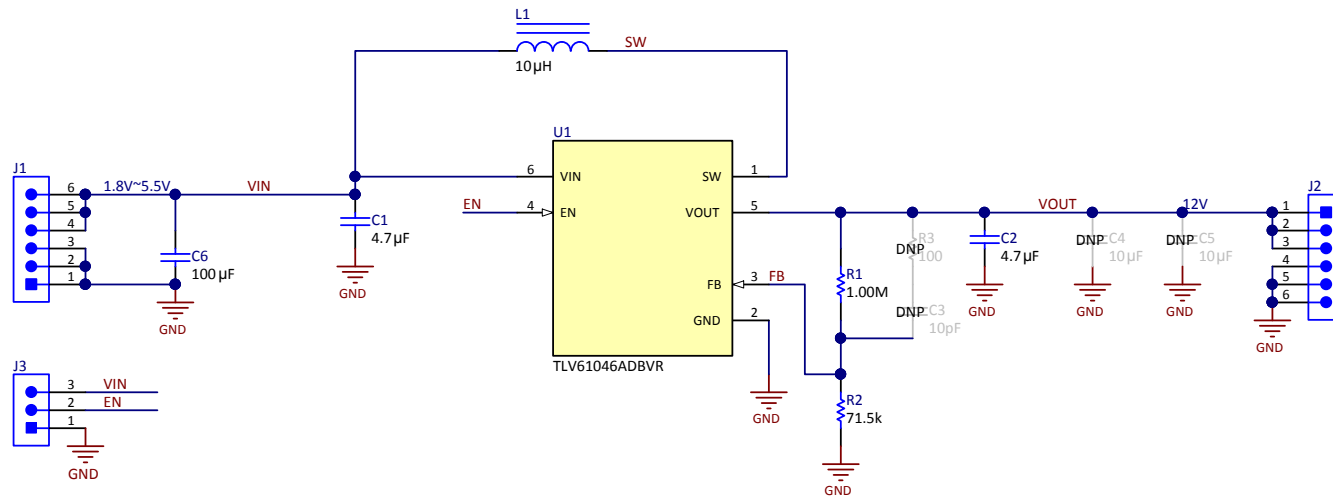 L1
SW
10µH
U1
TLV61046ADBVR
6 VIN
4 EN
EN
SW 1
VOUT 5
FB 3
FB
GND 2
GND
J1
6
5
4
3
2
1
1.8V~5.5V
VIN
C6
100µF
GND
C1
4.7µF
GND
J3
3 VIN
2 EN
1
GND
R1
1.00M
R2
71.5k
GND
DNP R3
100
DNP C3
10pF
C2
4.7µF
GND
VOUT
DNP C4
10µF
GND
12V
DNP C5
10µF
GND
J2
1
2
3
4
5
6
GND